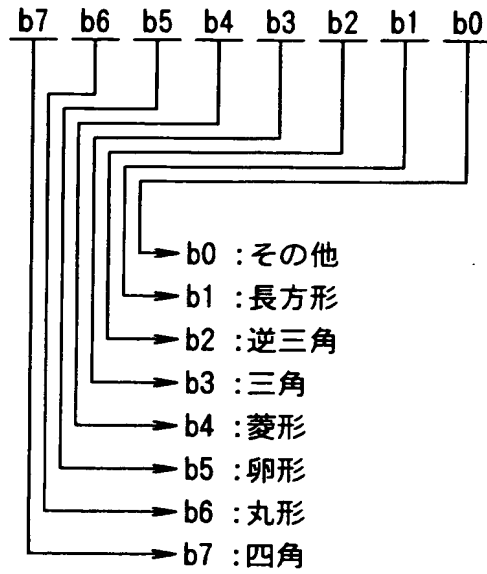 b7 b6 b5 b4 b3 b2 b1 b0
b0 :その他
b1 :長方形
b2 :逆三角
b3 :三角
b4 :菱形
b5 :卵形
b6 :丸形
b7 :四角